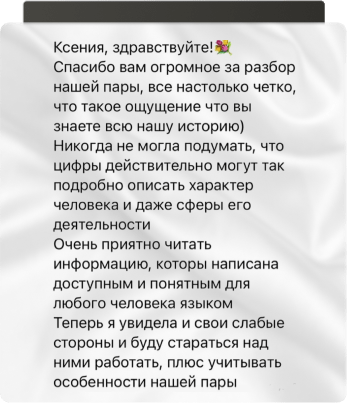 Ксения, здравствуйте!💐
Спасибо вам огромное за разбор
нашей пары, все настолько четко,
что такое ощущение что вы
знаете всю нашу историю)
Никогда не могла подумать, что
цифры действительно могут так
подробно описать характер
человека и даже сферы его
деятельности
Очень приятно читать
информацию, которы написана
доступным и понятным для
любого человека языком
Теперь я увидела и свои слабые
стороны и буду стараться над
ними работать, плюс учитывать
особенности нашей пары